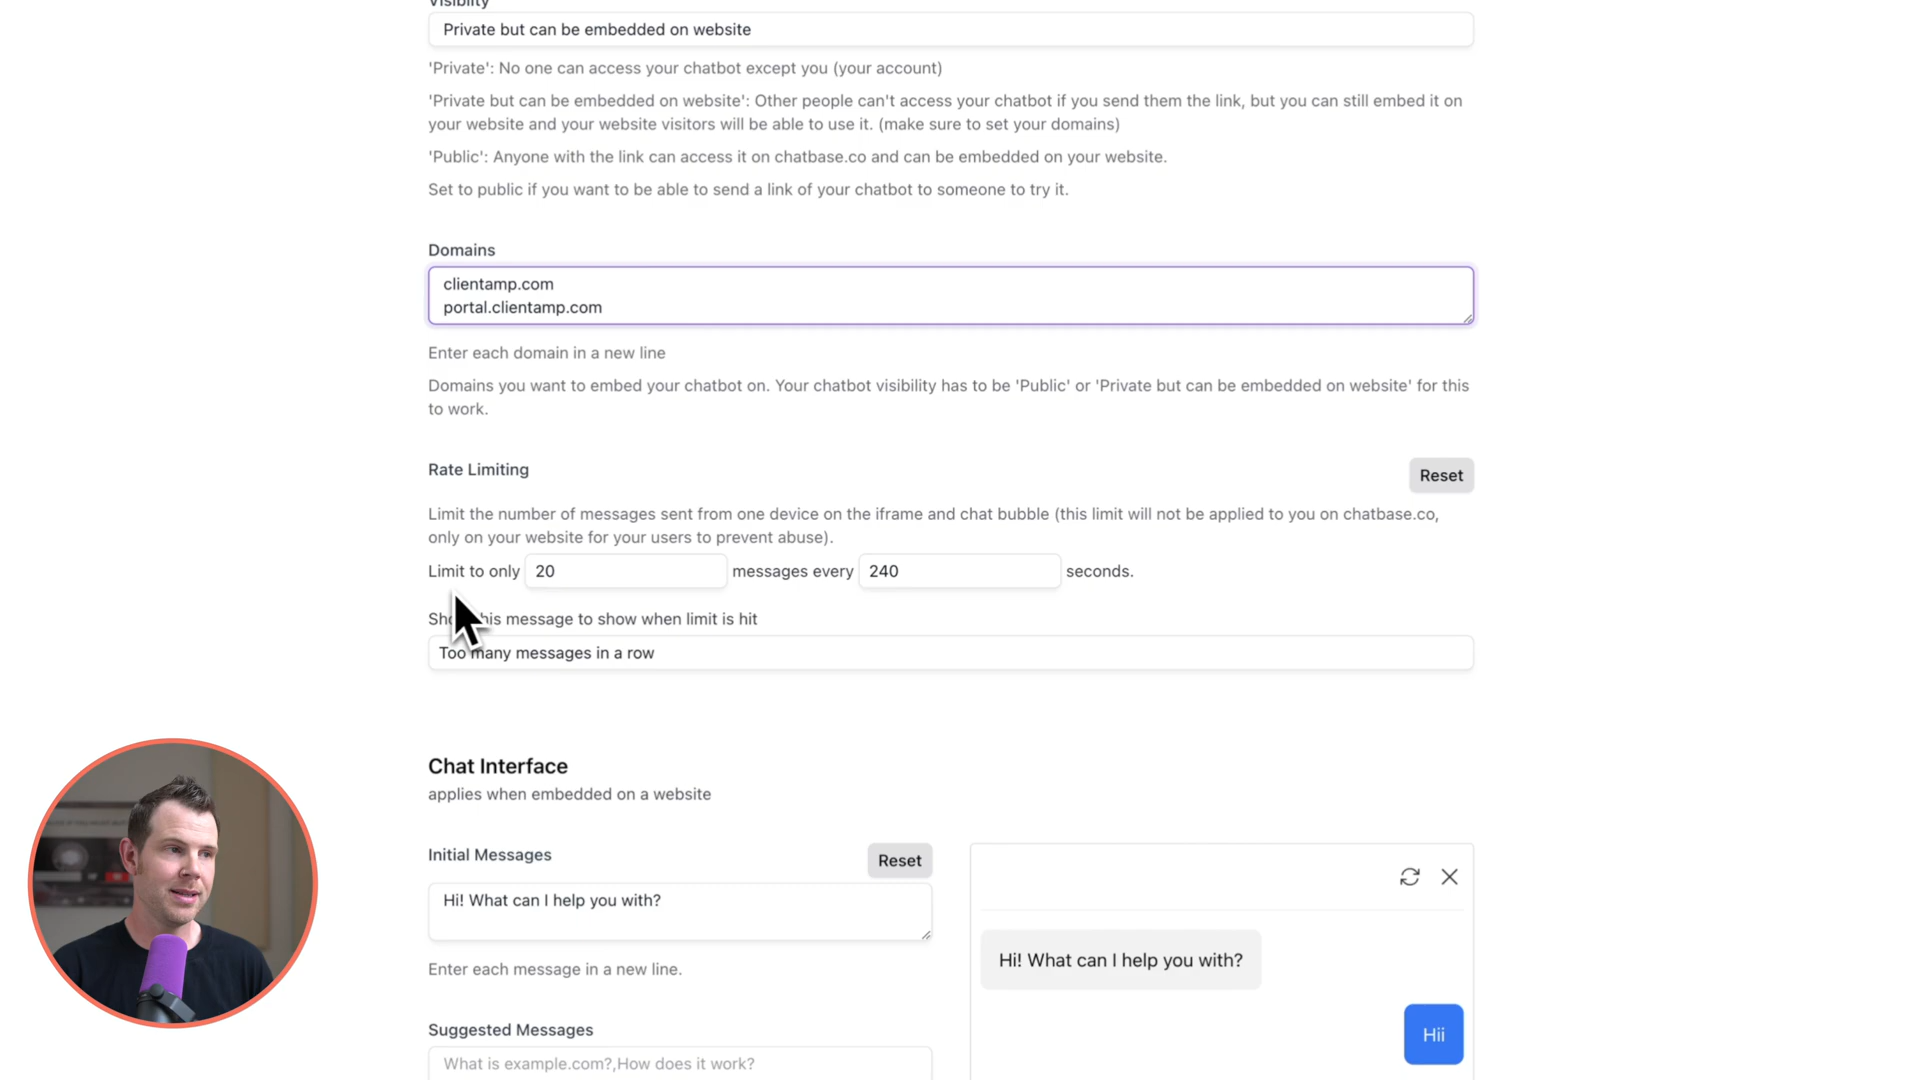 Visiblity
Private but can be embedded on website
'Private': No one can access your chatbot except you (your account)
'Private but can be embedded on website': Other people can't access your chatbot if you send them the link, but you can still embed it on
your website and your website visitors will be able to use it. (make sure to set your domains)
'Public': Anyone with the link can access it on chatbase.co and can be embedded on your website.
Set to public if you want to be able to send a link of your chatbot to someone to try it.
Domains
clientamp.com
portal.clientamp.com
Enter each domain in a new line
Domains you want to embed your chatbot on. Your chatbot visibility has to be 'Public' or 'Private but can be embedded on website' for this
to work.
Rate Limiting
Reset
Limit the number of messages sent from one device on the iframe and chat bubble (this limit will not be applied to you on chatbase.co,
only on your website for your users to prevent abuse).
Limit to only 20 messages every 240 seconds.
Show this message to show when limit is hit
Too many messages in a row
Chat Interface
applies when embedded on a website
Initial Messages
Reset
Hi! What can I help you with?
Enter each message in a new line.
Hi! What can I help you with?
Suggested Messages
Hii
What is example.com?,How does it work?